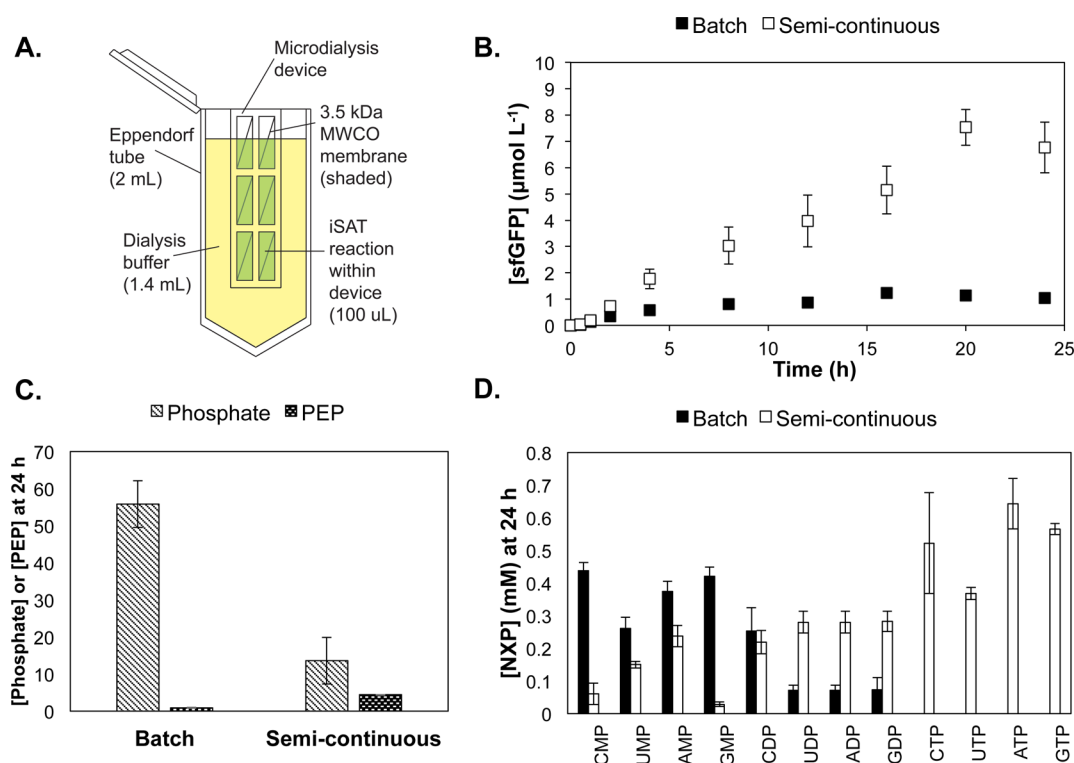 A.
Microdialysis
device
3.5 kDa
MWCO
membrane
(shaded)
Eppendorf
tube
(2 mL)
Dialysis
buffer
(1.4 mL)
iSAT
reaction
within
device
(100 uL)
B.
Batch Semi-continuous
[sfGFP] (µmol L-1)
10
9
8
7
6
5
4
3
2
1
0
0 5 10 15 20 25
Time (h)
C.
Phosphate PEP
[Phosphate] or [PEP] at 24 h
70
60
50
40
30
20
10
0
Batch Semi-continuous
D.
Batch Semi-continuous
[NXP] (mM) at 24 h
0.8
0.7
0.6
0.5
0.4
0.3
0.2
0.1
0
CMP UMP AMP GMP CDP UDP ADP GDP CTP UTP ATP GTP